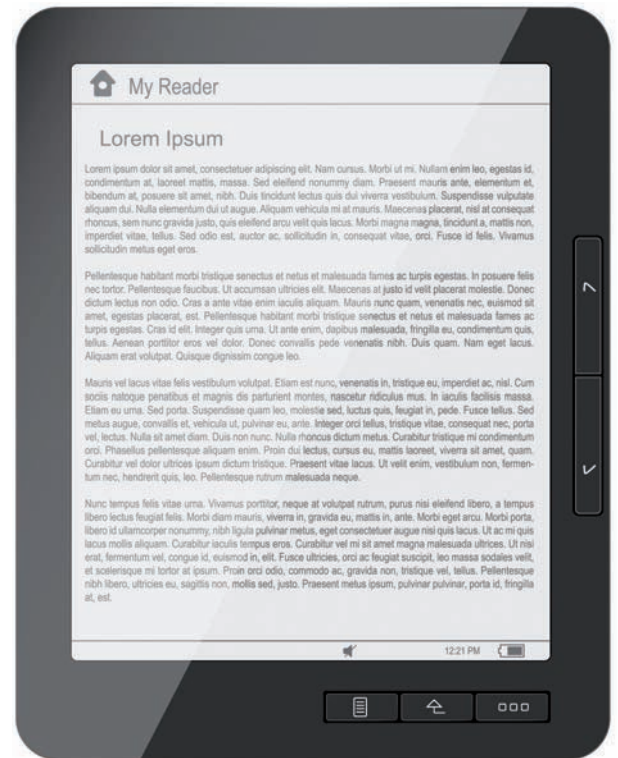 My Reader
Lorem Ipsum
Lorem ipsum dolor sit amet, consectetuer adipiscing elit. Nam cursus. Morbi ut mi. Nullam enim leo, egestas id,
condimentum at, laoreet mattis, massa. Sed eleifend nonummy diam. Praesent mauris ante, elementum et,
bibendum at, posuere sit amet, nibh. Duis tincidunt lectus quis dui viverra vestibulum. Suspendisse vulputate
aliquam dui. Nulla elementum dui ut augue. Aliquam vehicula mi at mauris. Maecenas placerat, nisl at consequat
rhoncus, sem nunc gravida justo, quis eleifend arcu velit quis lacus. Morbi magna magna, tincidunt a, mattis non,
imperdiet vitae, tellus. Sed odio est, auctor ac, sollicitudin in, consequat vitae, orci. Fusce id felis. Vivamus
sollicitudin metus eget eros.
Pellentesque habitant morbi tristique senectus et netus et malesuada fames ac turpis egestas. In posuere felis
nec tortor. Pellentesque faucibus. Ut accumsan ultricies elit. Maecenas at justo id velit placerat molestie. Donec
dictum lectus non odio. Cras a ante vitae enim iaculis aliquam. Mauris nunc quam, venenatis nec, euismod sit
amet, egestas placerat, est. Pellentesque habitant morbi tristique senectus et netus et malesuada fames ac
turpis egestas. Cras id elit. Integer quis urna. Ut ante enim, dapibus malesuada, fringilla eu, condimentum quis,
tellus. Aenean porttitor eros vel dolor. Donec convallis pede venenatis nibh. Duis quam. Nam eget lacus.
Aliquam erat volutpat. Quisque dignissim congue leo.
Mauris vel lacus vitae felis vestibulum volutpat. Etiam est nunc, venenatis in, tristique eu, imperdiet ac, nisl. Cum
sociis natoque penatibus et magnis dis parturient montes, nascetur ridiculus mus. In iaculis facilisis massa.
Etiam eu urna. Sed porta. Suspendisse quam leo, molestie sed, luctus quis, feugiat in, pede. Fusce tellus. Sed
metus augue, convallis et, vehicula ut, pulvinar eu, ante. Integer orci tellus, tristique vitae, consequat nec, porta
vel, lectus. Nulla sit amet diam. Duis non nunc. Nulla rhoncus dictum metus. Curabitur tristique mi condimentum
orci. Phasellus pellentesque aliquam enim. Proin dui lectus, cursus eu, mattis laoreet, viverra sit amet, quam.
Curabitur vel dolor ultrices ipsum dictum tristique. Praesent vitae lacus. Ut velit enim, vestibulum non, fermen-
tum nec, hendrerit quis, leo. Pellentesque rutrum malesuada neque.
Nunc tempus felis vitae urna. Vivamus porttitor, neque at volutpat rutrum, purus nisi eleifend libero, a tempus
libero lectus feugiat felis. Morbi diam mauris, viverra in, gravida eu, mattis in, ante. Morbi eget arcu. Morbi porta,
libero id ullamcorper nonummy, nibh ligula pulvinar metus, eget consectetuer augue nisi quis lacus. Ut ac mi quis
lacus mollis aliquam. Curabitur iaculis tempus eros. Curabitur vel mi sit amet magna malesuada ultrices. Ut nisi
erat, fermentum vel, congue id, euismod in, elit. Fusce ultricies, orci ac feugiat suscipit, leo massa sodales velit,
et scelerisque mi tortor at ipsum. Proin orci odio, commodo ac, gravida non, tristique vel, tellus. Pellentesque
nibh libero, ultricies eu, sagittis non, mollis sed, justo. Praesent metus ipsum, pulvinar pulvinar, porta id, fringilla
at, est.
12:21 PM